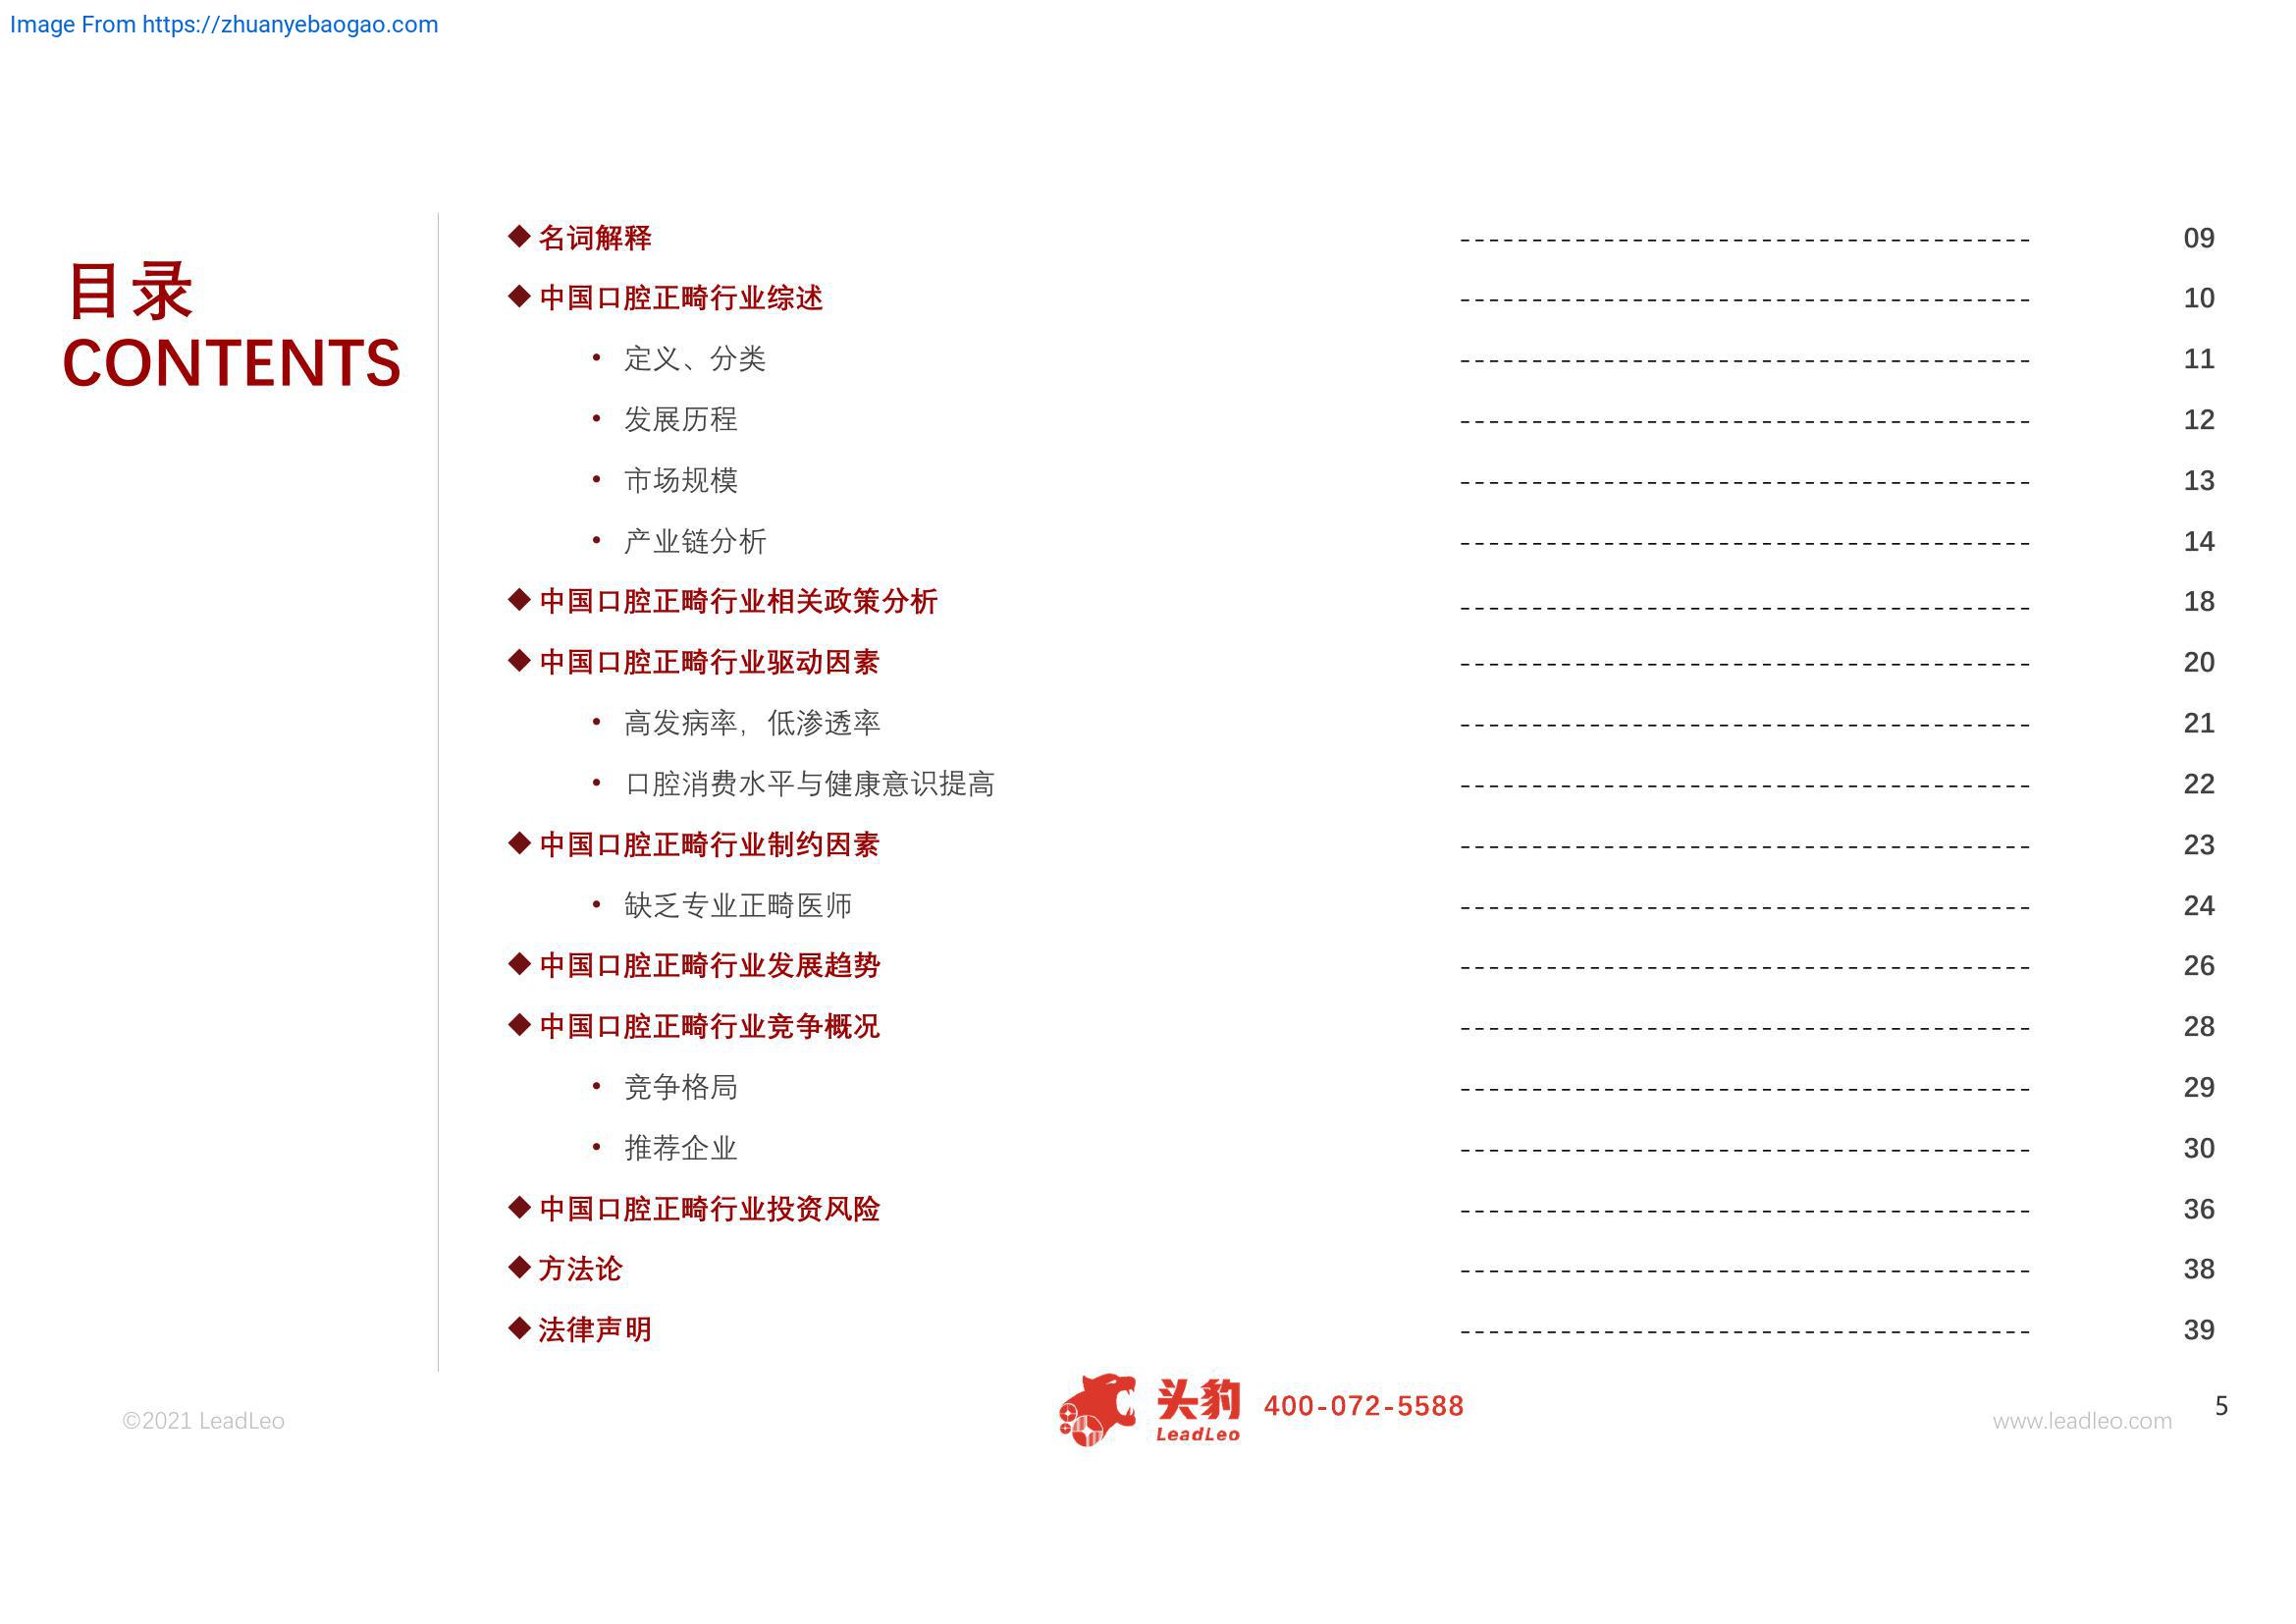 Image From https://zhuanyebaogao.com
目录
CONTENTS
◆ 名词解释 ---------------------------------------- 09
◆ 中国口腔正畸行业综述 ---------------------------------------- 10
• 定义、分类 ---------------------------------------- 11
• 发展历程 ---------------------------------------- 12
• 市场规模 ---------------------------------------- 13
• 产业链分析 ---------------------------------------- 14
◆ 中国口腔正畸行业相关政策分析 ---------------------------------------- 18
◆ 中国口腔正畸行业驱动因素 ---------------------------------------- 20
• 高发病率，低渗透率 ---------------------------------------- 21
• 口腔消费水平与健康意识提高 ---------------------------------------- 22
◆ 中国口腔正畸行业制约因素 ---------------------------------------- 23
• 缺乏专业正畸医师 ---------------------------------------- 24
◆ 中国口腔正畸行业发展趋势 ---------------------------------------- 26
◆ 中国口腔正畸行业竞争概况 ---------------------------------------- 28
• 竞争格局 ---------------------------------------- 29
• 推荐企业 ---------------------------------------- 30
◆ 中国口腔正畸行业投资风险 ---------------------------------------- 36
◆ 方法论 ---------------------------------------- 38
◆ 法律声明 ---------------------------------------- 39
©2021 LeadLeo
头豹
LeadLeo
400-072-5588
www.leadleo.com
5